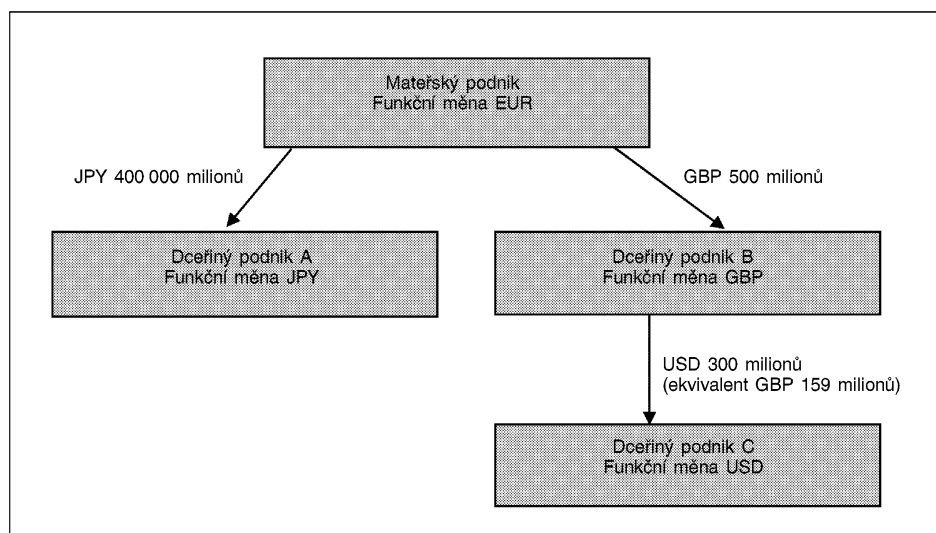 Mateřský podnik
Funkční měna EUR
JPY 400 000 milionů
GBP 500 milionů
Dceřiný podnik A
Funkční měna JPY
Dceřiný podnik B
Funkční měna GBP
USD 300 milionů
(ekvivalent GBP 159 milionů)
Dceřiný podnik C
Funkční měna USD